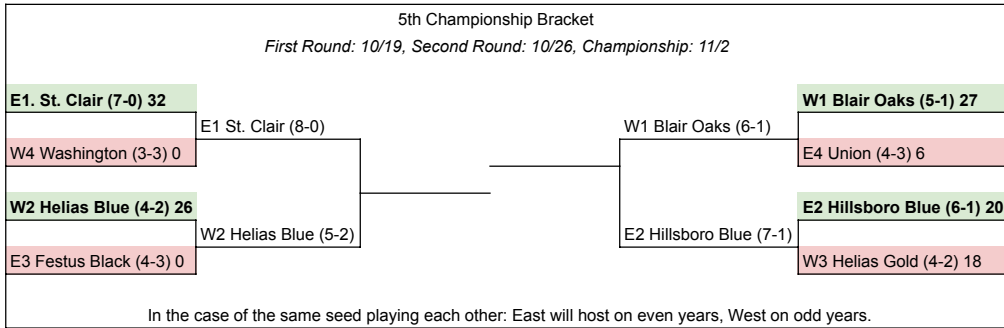 5th Championship Bracket
First Round: 10/19, Second Round: 10/26, Championship: 11/2
E1. St. Clair (7-0) 32
W4 Washington (3-3) 0
W2 Helias Blue (4-2) 26
E3 Festus Black (4-3) 0
E1 St. Clair (8-0)
W2 Helias Blue (5-2)
W1 Blair Oaks (6-1)
E2 Hillsboro Blue (7-1)
W1 Blair Oaks (5-1) 27
E4 Union (4-3) 6
E2 Hillsboro Blue (6-1) 20
W3 Helias Gold (4-2) 18
In the case of the same seed playing each other: East will host on even years, West on odd years.